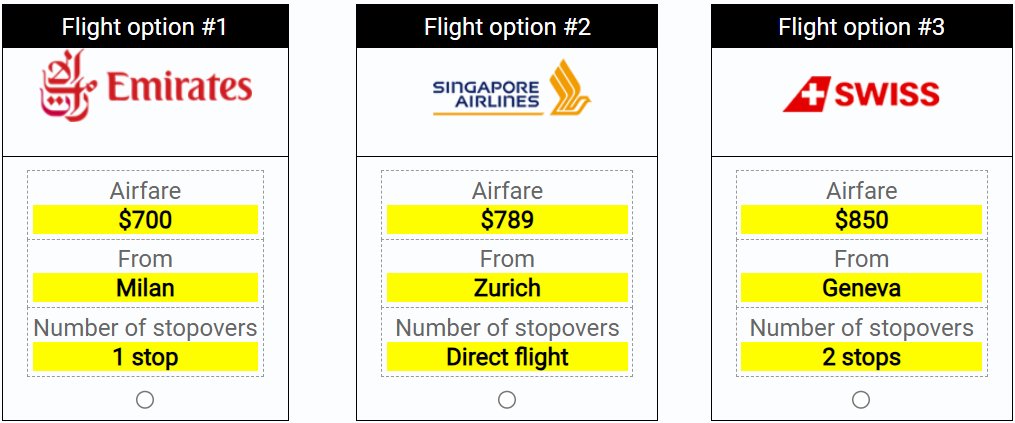 Flight option #1
Emirates
Airfare
$700
From
Milan
Number of stopovers
1 stop
Flight option #2
SINGAPORE
AIRLINES
Airfare
$789
From
Zurich
Number of stopovers
Direct flight
Flight option #3
SWISS
Airfare
$850
From
Geneva
Number of stopovers
2 stops